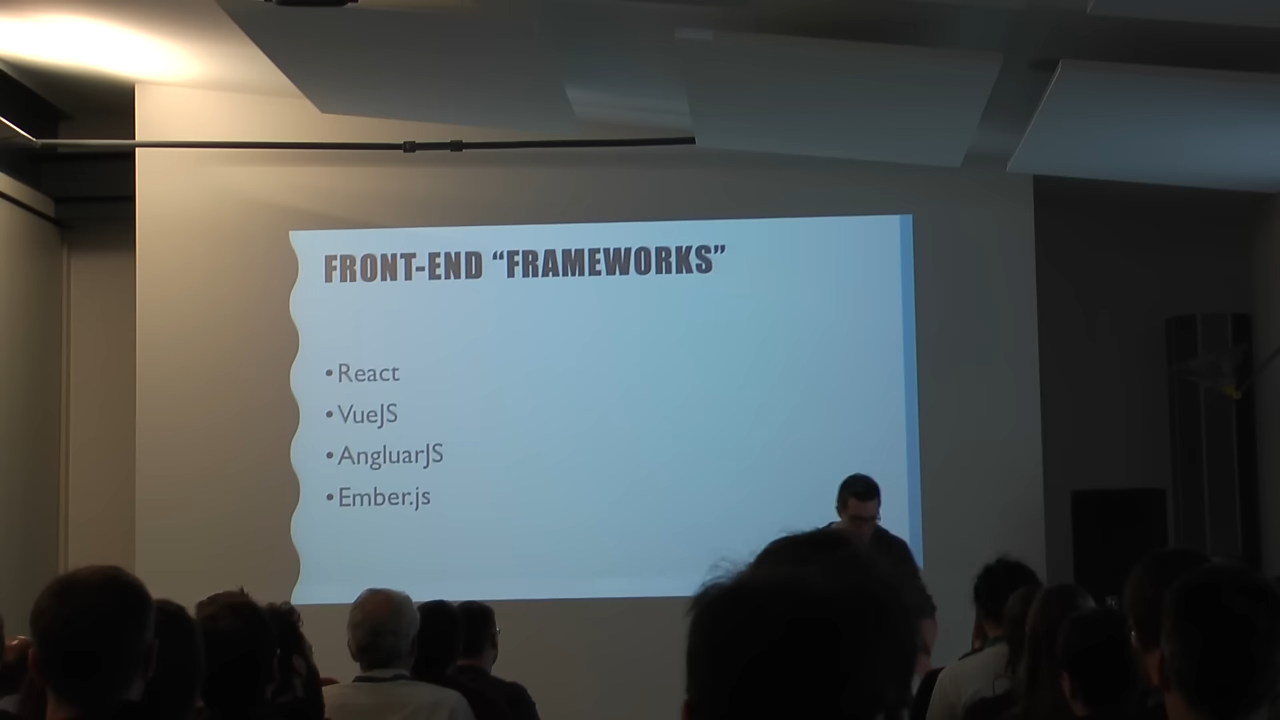 FRONT-END “FRAMEWORKS”
•React
•VueJS
•AngluarJS
•Ember.js